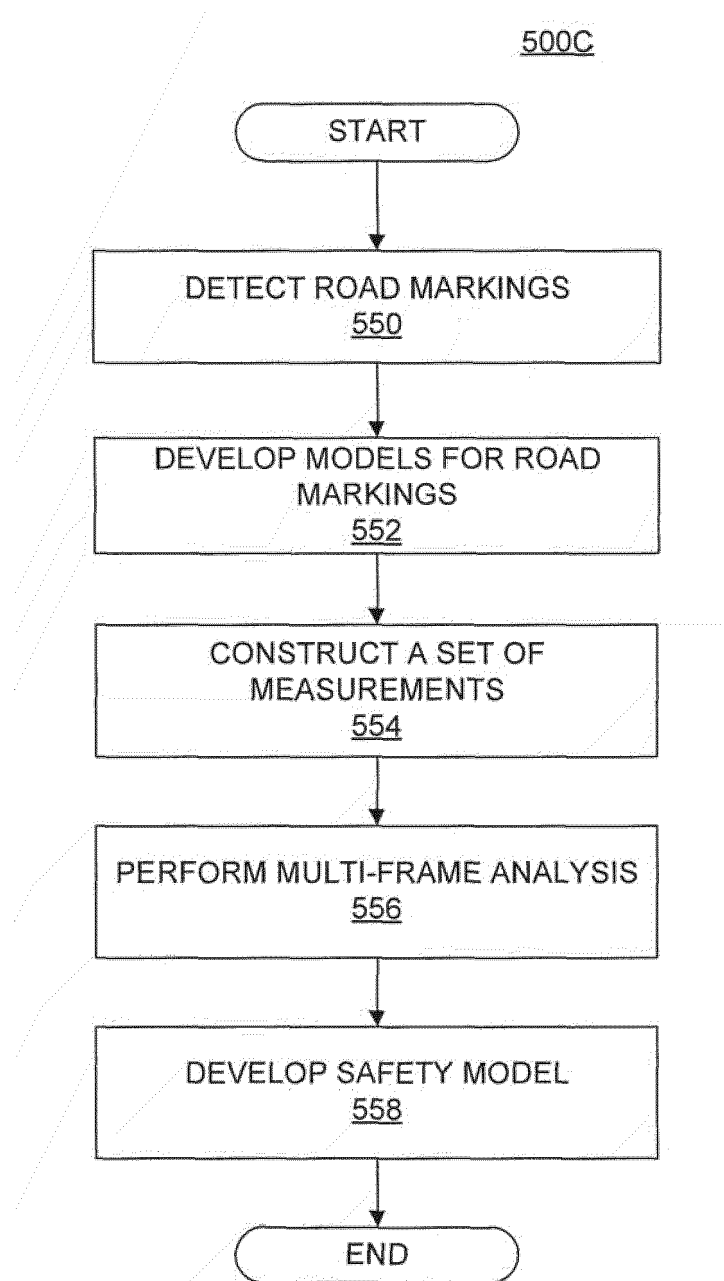 500C
START
DETECT ROAD MARKINGS
550
DEVELOP MODELS FOR ROAD
MARKINGS
552
CONSTRUCT A SET OF
MEASUREMENTS
554
PERFORM MULTI-FRAME ANALYSIS
556
DEVELOP SAFETY MODEL
558
END